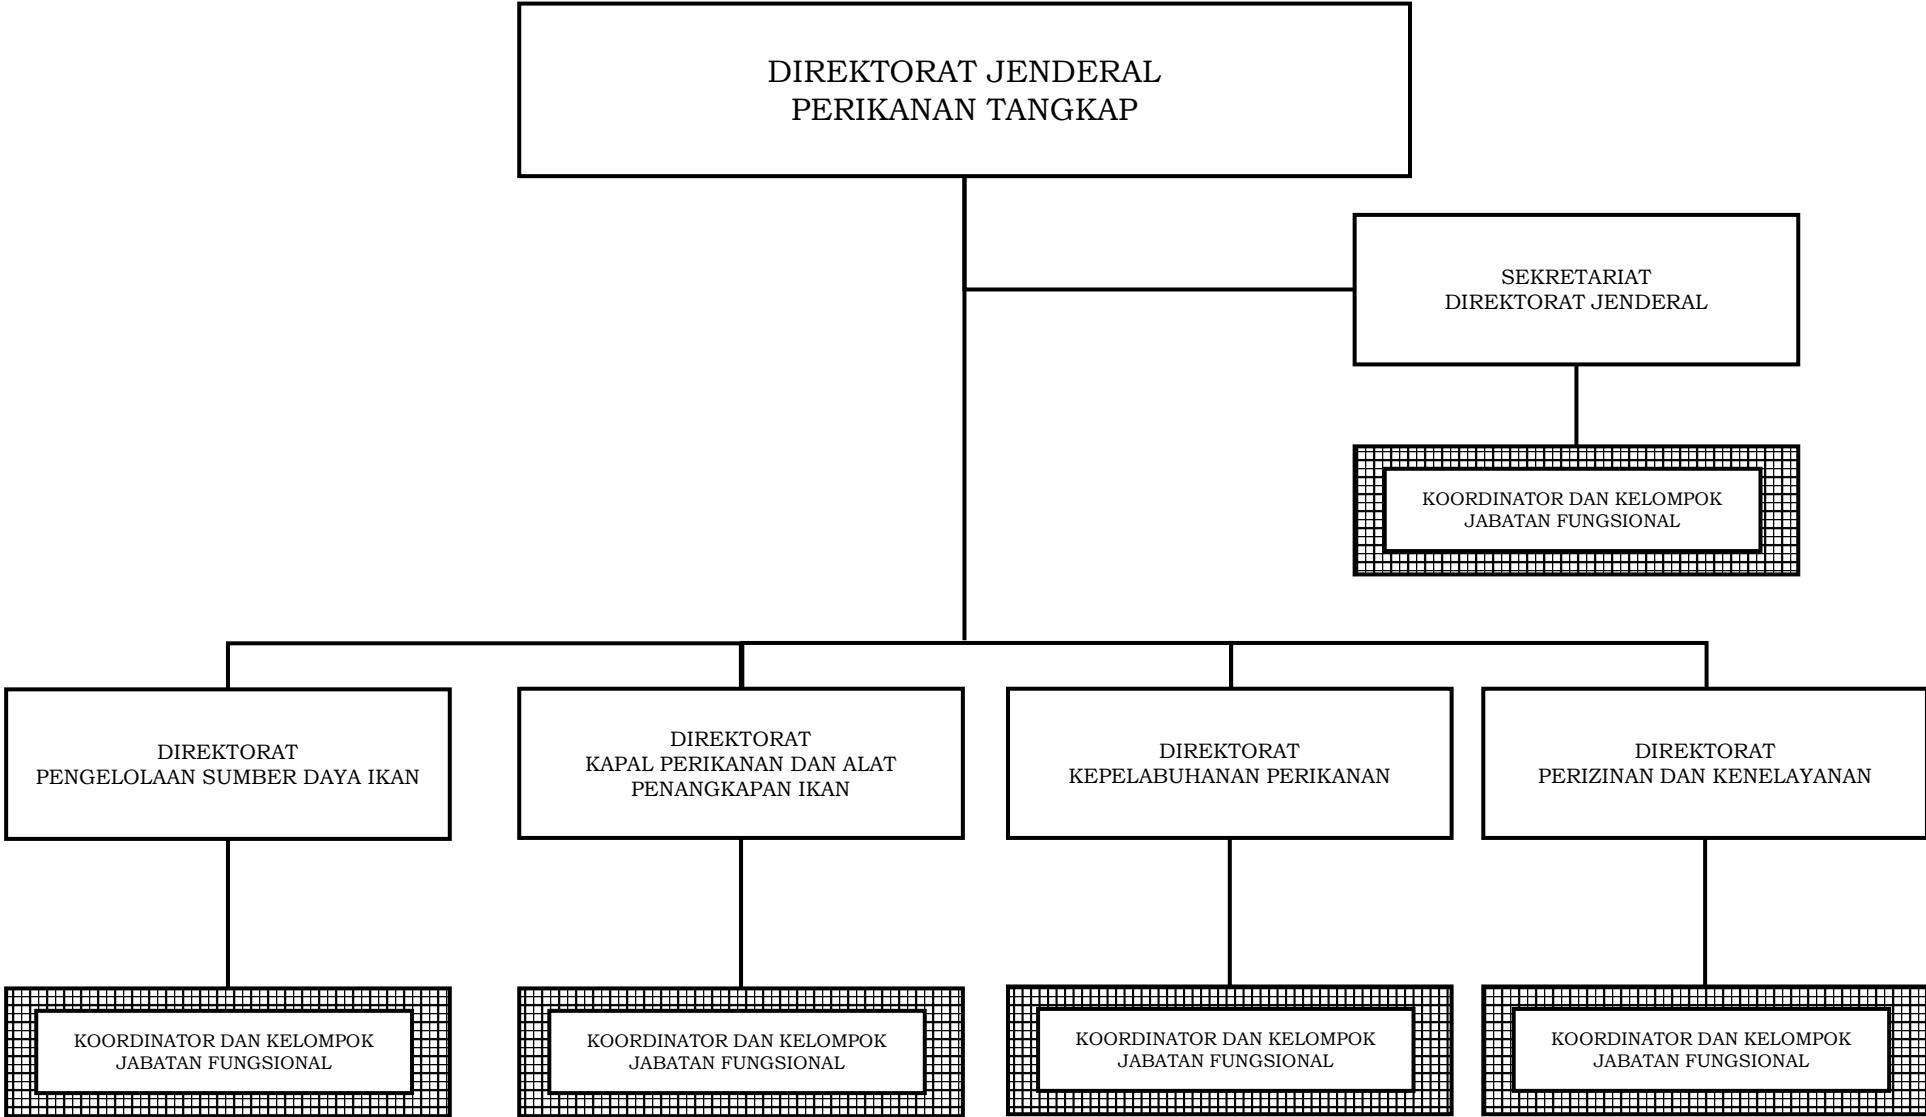 DIREKTORAT JENDERAL
PERIKANAN TANGKAP
SEKRETARIAT
DIREKTORAT JENDERAL
KOORDINATOR DAN KELOMPOK
JABATAN FUNGSIONAL
DIREKTORAT
PENGELOLAAN SUMBER DAYA IKAN
DIREKTORAT
KAPAL PERIKANAN DAN ALAT
PENANGKAPAN IKAN
DIREKTORAT
KEPELABUHANAN PERIKANAN
DIREKTORAT
PERIZINAN DAN KENELAYANAN
KOORDINATOR DAN KELOMPOK
JABATAN FUNGSIONAL
KOORDINATOR DAN KELOMPOK
JABATAN FUNGSIONAL
KOORDINATOR DAN KELOMPOK
JABATAN FUNGSIONAL
KOORDINATOR DAN KELOMPOK
JABATAN FUNGSIONAL